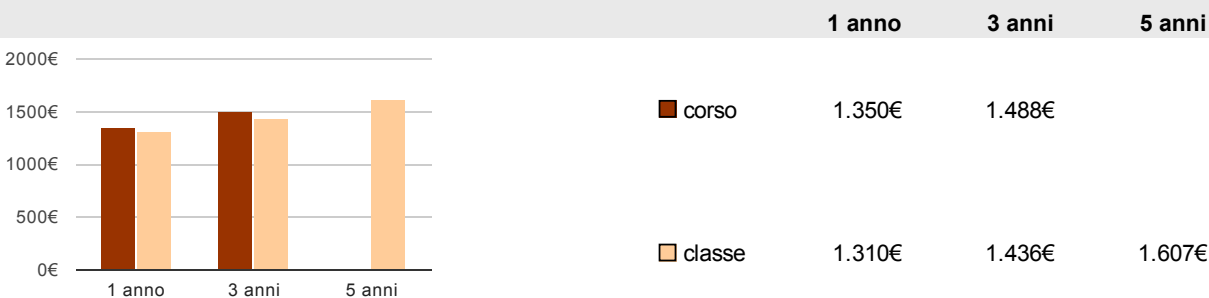 1 anno 3 anni 5 anni
2000€
1500€
1000€
500€
0€
1 anno 3 anni 5 anni
corso 1.350€ 1.488€
classe 1.310€ 1.436€ 1.607€